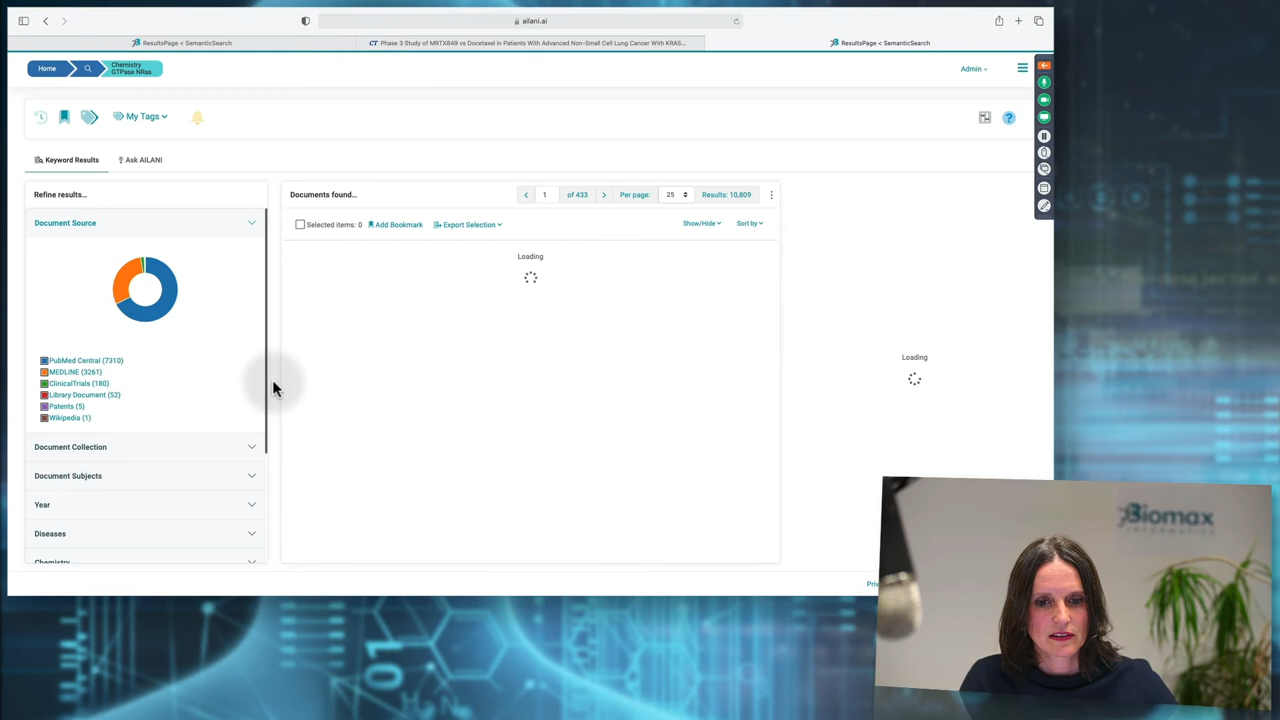 ailani.ai
ResultsPage < SemanticSearch
CT Phase 3 Study of MRTX849 vs Docetaxel in Patients With Advanced Non-Small Cell Lung Cancer With KRAS...
ResultsPage < SemanticSearch
Home
Chemistry
GTPase NRas
Admin
My Tags
?
Keyword Results
Ask AILANI
Refine results...
Documents found...
1
of 433
Per page:
25
Results: 10,809
Document Source
Selected items: 0
Add Bookmark
Export Selection
Show/Hide
Sort by
Loading
PubMed Central (7310)
MEDLINE (3261)
ClinicalTrials (180)
Library Document (52)
Patents (5)
Wikipedia (1)
Loading
Document Collection
Document Subjects
Year
Diseases
Chemistry
Biomax
INFORMATICS
01